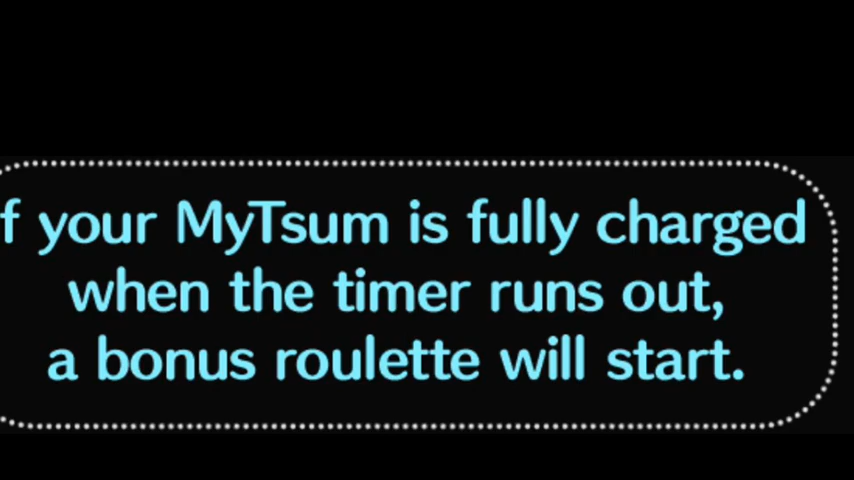 f your MyTsum is fully charged
when the timer runs out,
a bonus roulette will start.